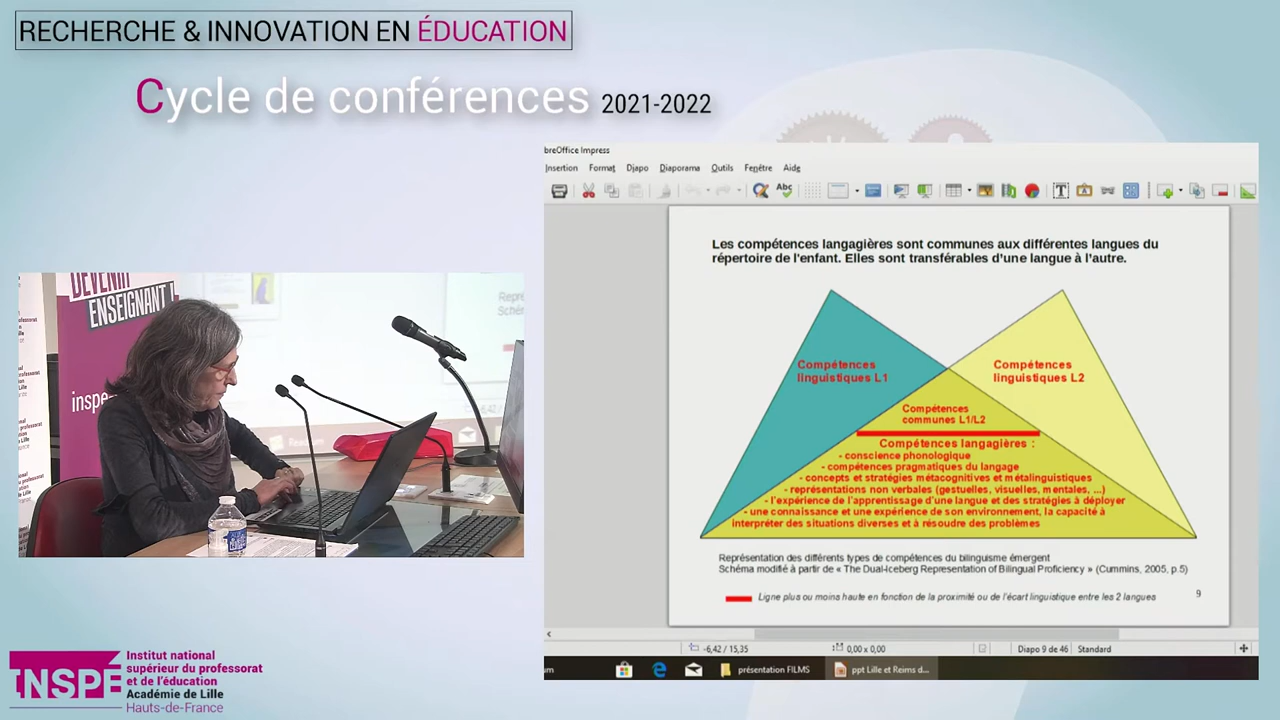 RECHERCHE & INNOVATION EN ÉDUCATION
Cycle de conférences 2021-2022
breOffice Impress
Insertion Format Djapo Diaporama Outils Fenêtre Aide
Abc
Les compétences langagières sont communes aux différentes langues du
répertoire de l'enfant. Elles sont transférables d'une langue à l'autre.
Compétences
linguistiques L1
Compétences
linguistiques L2
Compétences
communes L1/L2
Compétences langagières :
- conscience phonologique
- compétences pragmatiques du langage
- concepts et stratégies métacognitives et métalinguistiques
- représentations non verbales (gestuelles, visuelles, mentales, ...)
- l'expérience de l'apprentissage d'une langue et des stratégies à déployer
- une connaissance et une expérience de son environnement, la capacité à
interpréter des situations diverses et à résoudre des problèmes
Représentation des différents types de compétences du bilinguisme émergent
Schéma modifié à partir de « The Dual-Iceberg Representation of Bilingual Proficiency » (Cummins, 2005, p.5)
Ligne plus ou moins haute en fonction de la proximité ou de l'écart linguistique entre les 2 langues
9
-6,42 / 15,35
0,00 x 0,00
Diapo 9 de 46
Standard
présentation FILMS
ppt Lille et Reims d...
DEVENIR
ENSEIGNANT !
inspe
Repré
Schém
INSPÉ
Institut national
supérieur du professorat
et de l'éducation
Académie de Lille
Hauts-de-France